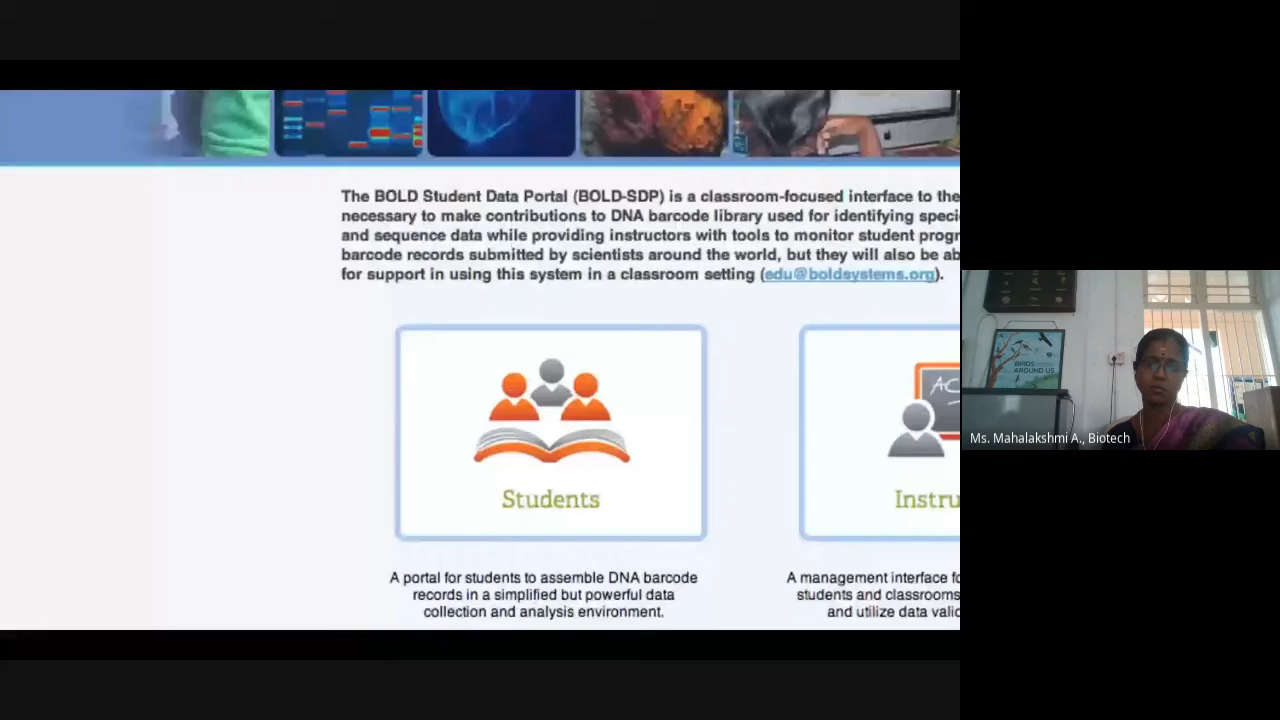 The BOLD Student Data Portal (BOLD-SDP) is a classroom-focused interface to the
necessary to make contributions to DNA barcode library used for identifying speci
and sequence data while providing instructors with tools to monitor student progr
barcode records submitted by scientists around the world, but they will also be ab
for support in using this system in a classroom setting (edu@boldsystems.org).
Students
Instru
A portal for students to assemble DNA barcode
records in a simplified but powerful data
collection and analysis environment.
A management interface fo
students and classrooms
and utilize data valid
BIRDS
AROUND US
Ms. Mahalakshmi A., Biotech